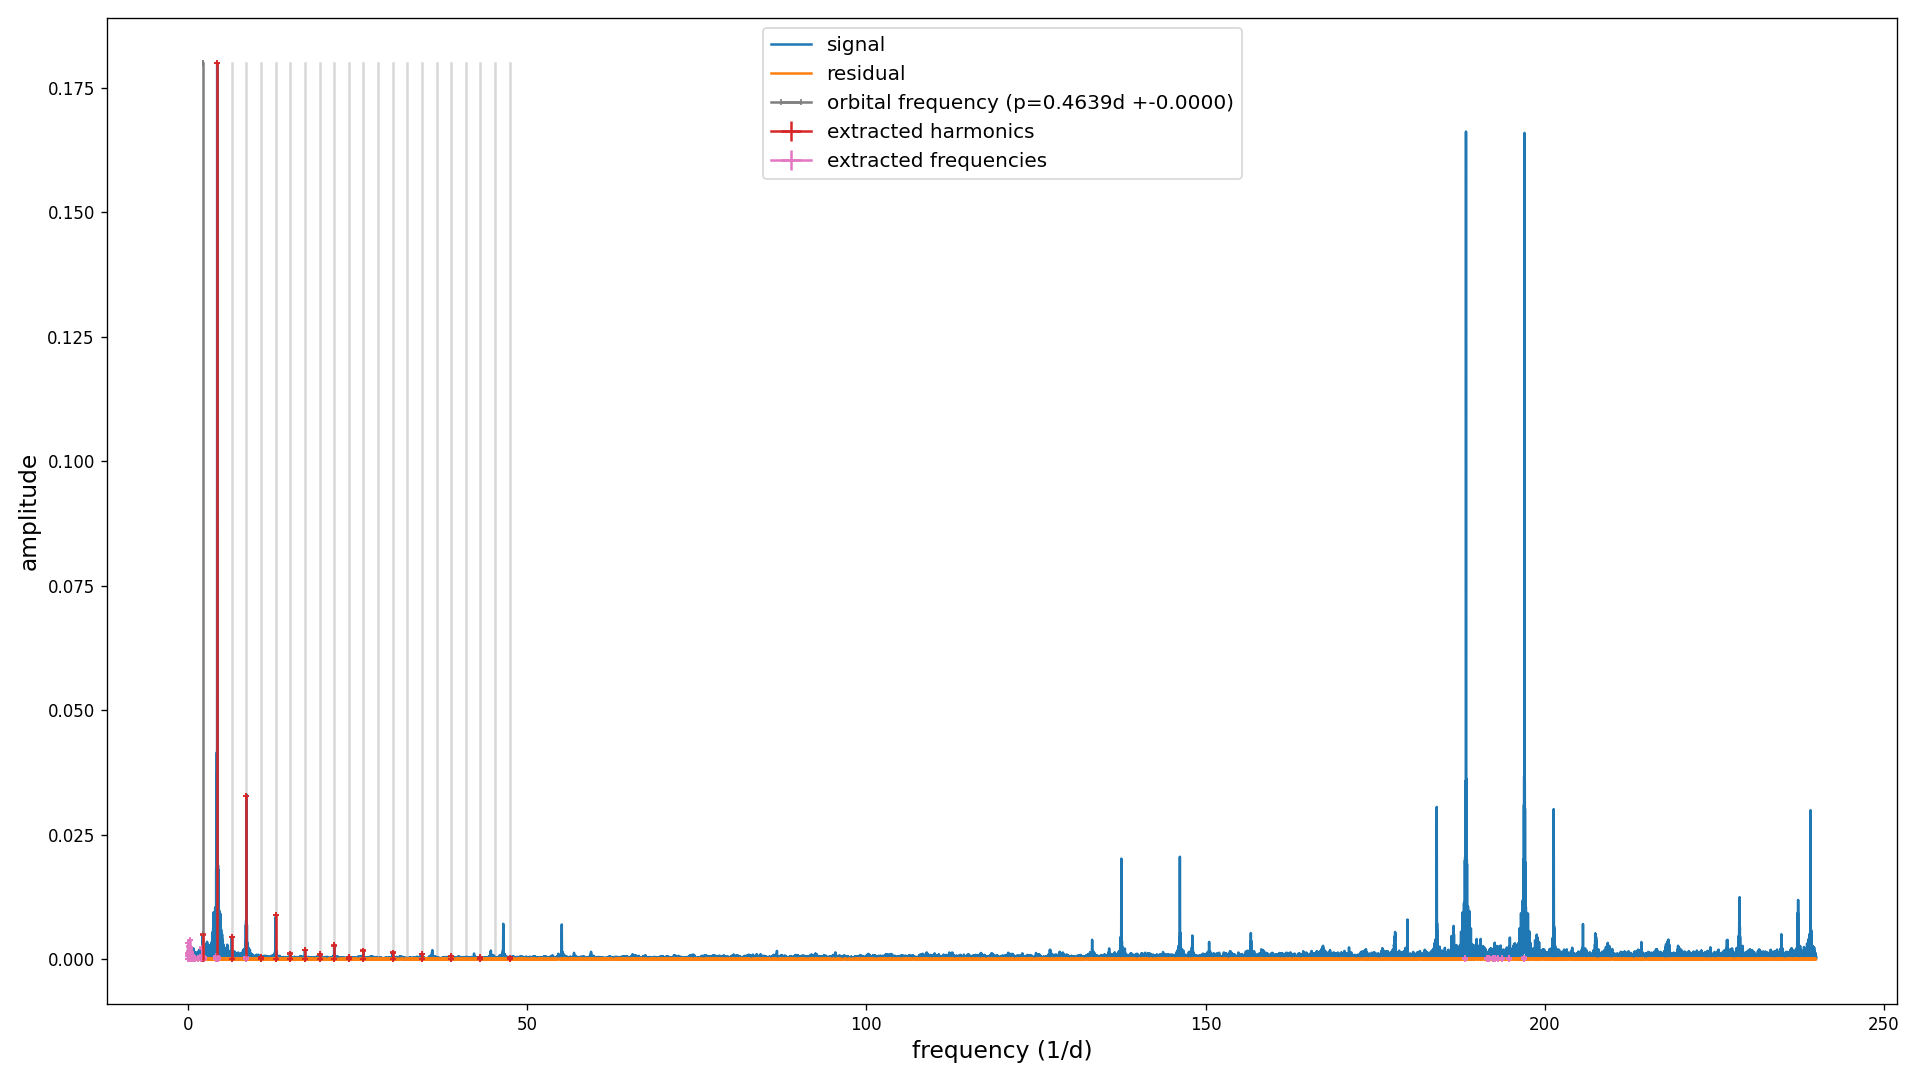 signal
residual
orbital frequency (p=0.4639d +-0.0000)
extracted harmonics
extracted frequencies
amplitude
0.175
0.150
0.125
0.100
0.075
0.050
0.025
0.000
0
50
100
150
200
250
frequency (1/d)